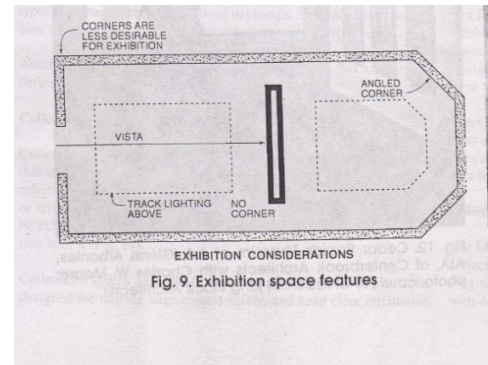 CORNERS ARE
LESS DESIRABLE
FOR EXHIBITION
ANGLED
CORNER
VISTA
TRACK LIGHTING
ABOVE
NO
CORNER
EXHIBITION CONSIDERATIONS
Fig. 9. Exhibition space features